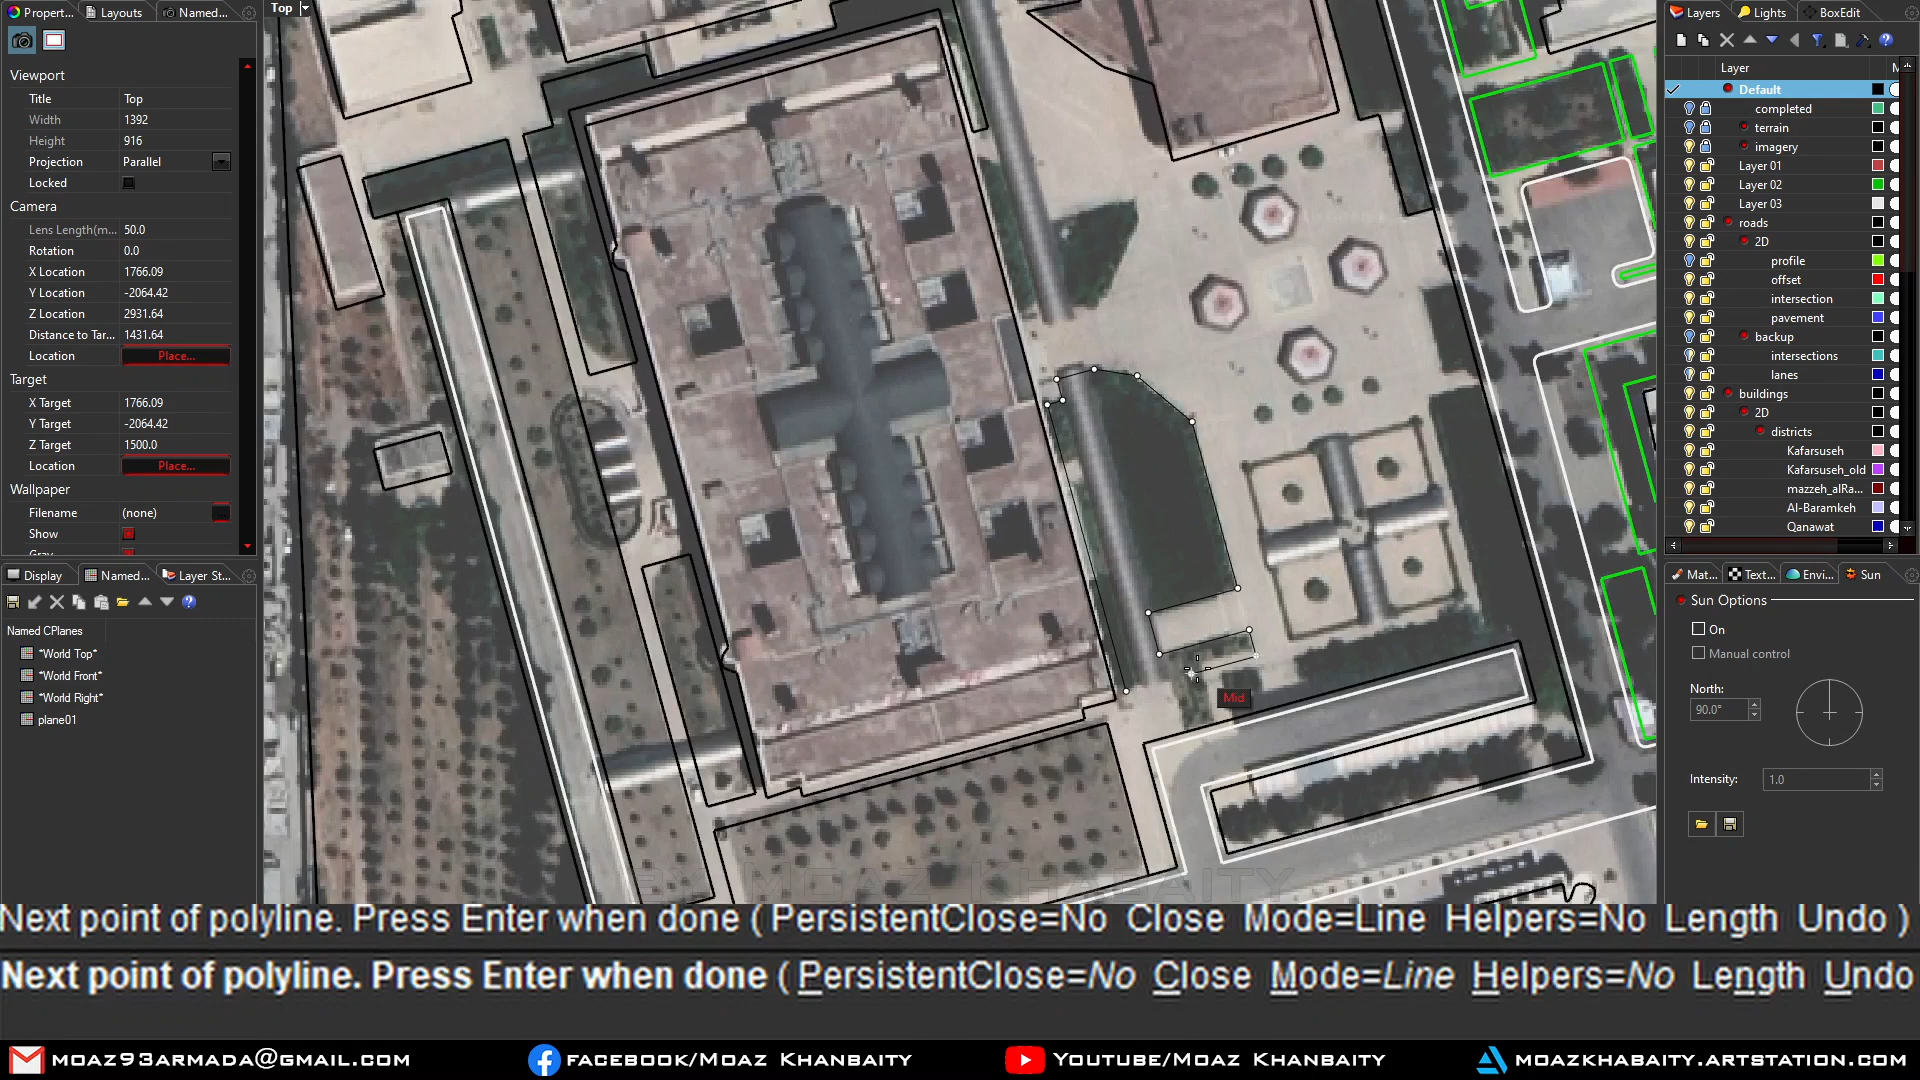 Propert...
Layouts
Named...
Top
Layers
Lights
BoxEdit
Viewport
Title Top
Width 1392
Height 916
Projection Parallel
Locked
Camera
Lens Length(m... 50.0
Rotation 0.0
X Location 1766.09
Y Location -2064.42
Z Location 2931.64
Distance to Tar... 1431.64
Location Place...
Target
X Target 1766.09
Y Target -2064.42
Z Target 1500.0
Location Place...
Wallpaper
Filename (none)
Show
Gray
Display
Named...
Layer St...
Named CPlanes
*World Top*
*World Front*
*World Right*
plane01
Mid
Layer M
Default
completed
terrain
imagery
Layer 01
Layer 02
Layer 03
roads
2D
profile
offset
intersection
pavement
backup
intersections
lanes
buildings
2D
districts
Kafarsuseh
Kafarsuseh_old
mazzeh_alRa...
Al-Baramkeh
Qanawat
Mat...
Text...
Envi...
Sun
Sun Options
On
Manual control
North:
90.0°
Intensity: 1.0
By Moaz Khabaity
Next point of polyline. Press Enter when done ( PersistentClose=No Close Mode=Line Helpers=No Length Undo )
Next point of polyline. Press Enter when done ( PersistentClose=No Close Mode=Line Helpers=No Length Undo
moaz93armada@gmail.com
Facebook/Moaz Khanbaity
Youtube/Moaz Khanbaity
moazkhabaity.artstation.com